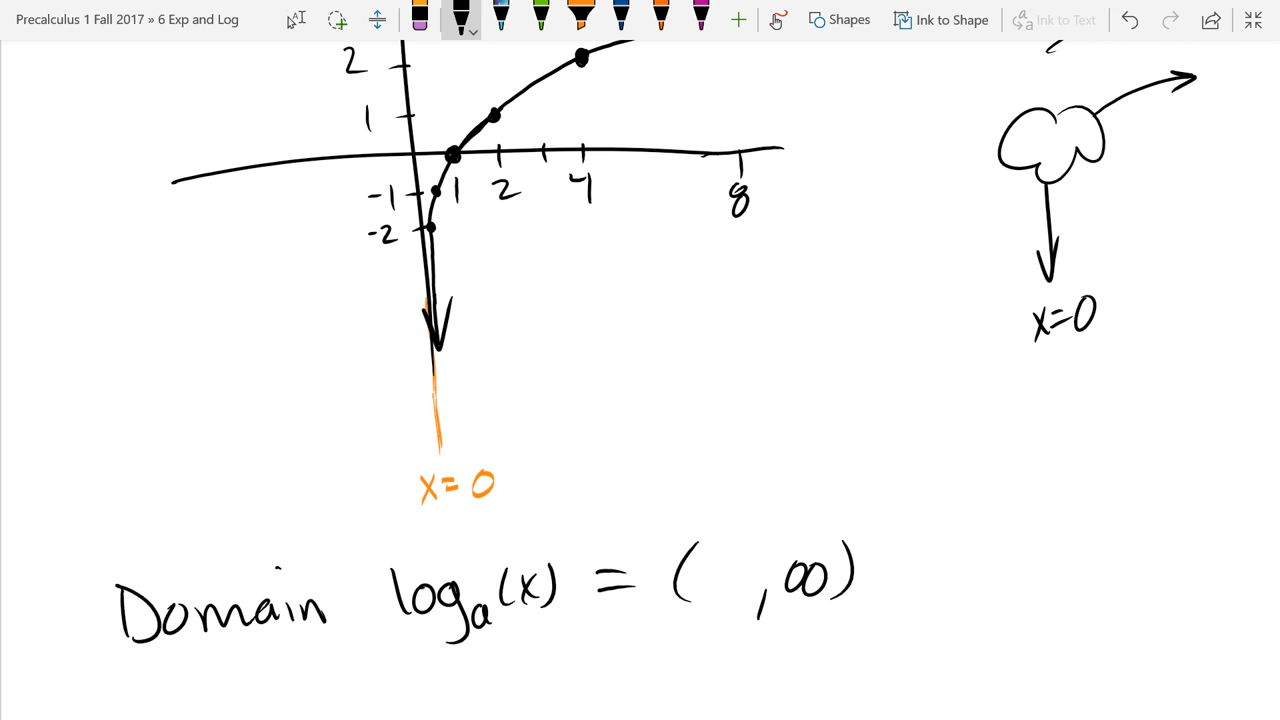 Precalculus 1 Fall 2017 » 6 Exp and Log
Shapes
Ink to Shape
Ink to Text
2
1
-1
-2
1 2 4 8
x=0
x=0
Domain logₐ(x) = ( , ∞)